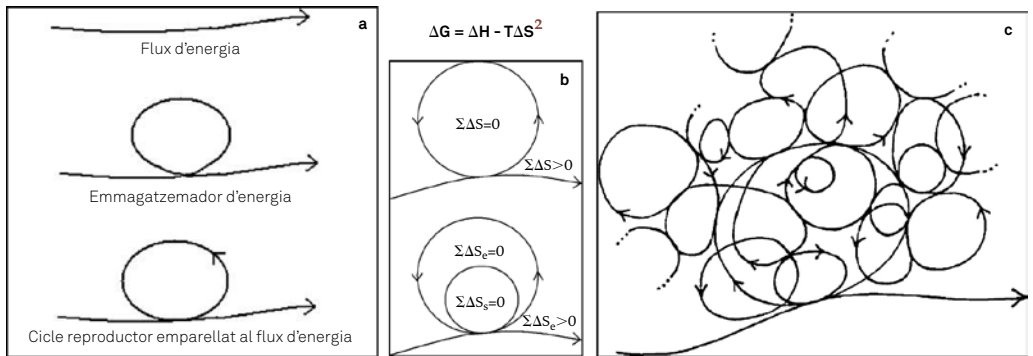 a
Flux d'energia
Emmagatzemador d'energia
Cicle reproductor emparellat al flux d'energia
ΔG = ΔH - TΔS²
b
ΣΔS=0
ΣΔS>0
ΣΔSₑ=0
ΣΔSₛ=0
ΣΔSₑ>0
c